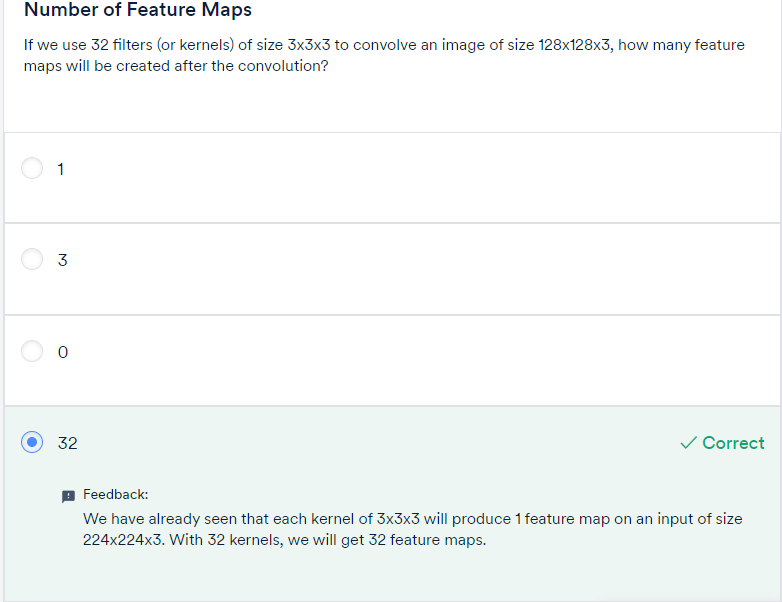 Number of Feature Maps
If we use 32 filters (or kernels) of size 3x3x3 to convolve an image of size 128x128x3, how many feature
maps will be created after the convolution?
1
3
0
32
Correct
Feedback:
We have already seen that each kernel of 3x3x3 will produce 1 feature map on an input of size
224x224x3. With 32 kernels, we will get 32 feature maps.